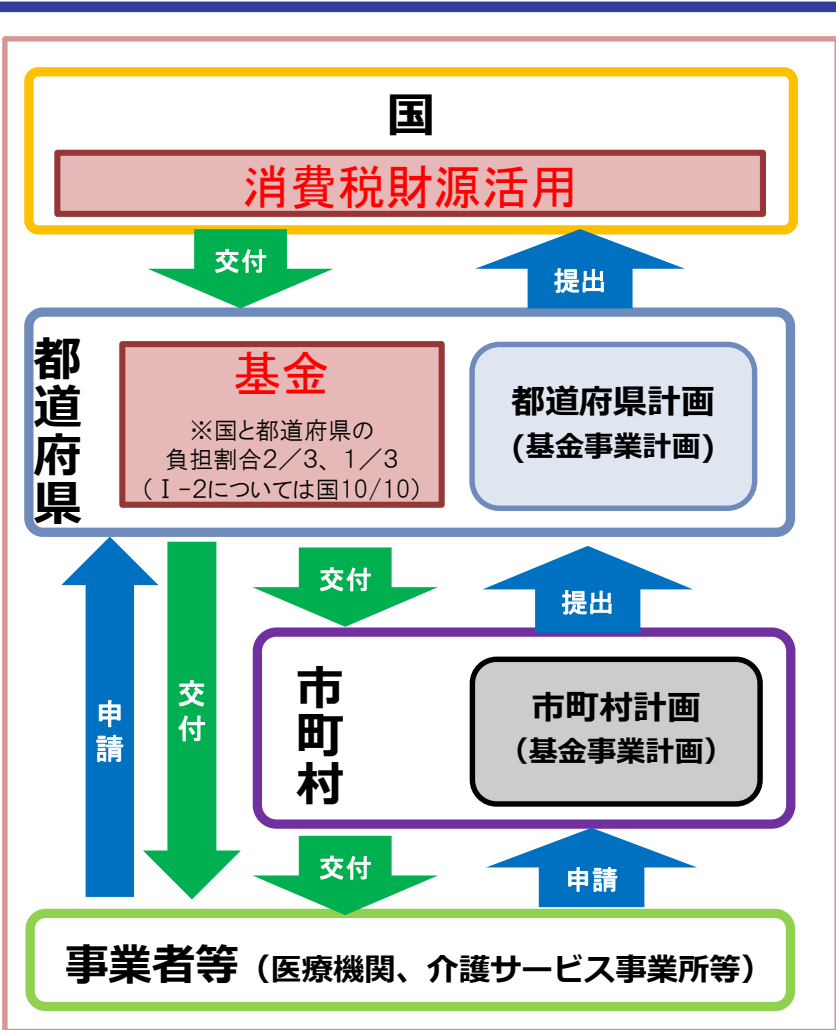 国
消費税財源活用
交付
提出
都道府県
基金
※国と都道府県の
負担割合2／3、1／3
（Ⅰ-2については国10/10）
都道府県計画
(基金事業計画)
交付
提出
申請
交付
市町村
市町村計画
（基金事業計画）
交付
申請
事業者等（医療機関、介護サービス事業所等）